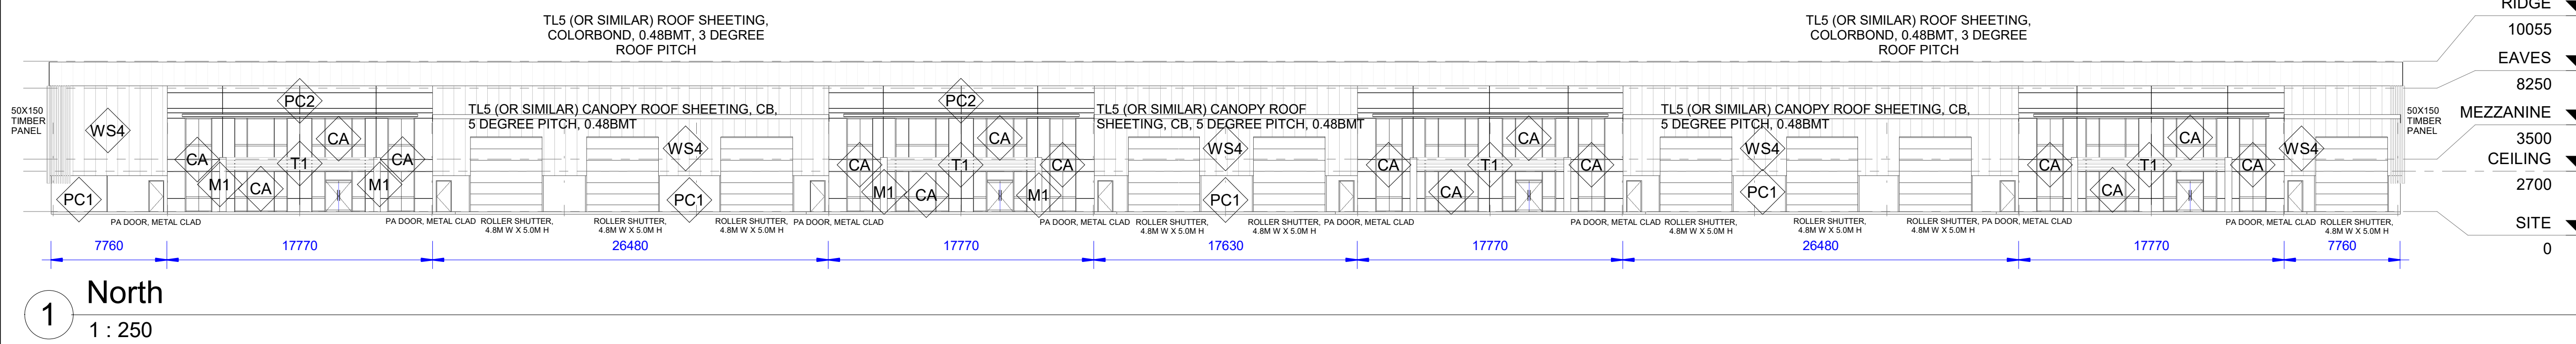 TL5 (OR SIMILAR) ROOF SHEETING,
COLORBOND, 0.48BMT, 3 DEGREE
ROOF PITCH
TL5 (OR SIMILAR) ROOF SHEETING,
COLORBOND, 0.48BMT, 3 DEGREE
ROOF PITCH
RIDGE
10055
EAVES
8250
MEZZANINE
3500
CEILING
2700
SITE
0
50X150
TIMBER
PANEL
WS4
PC1
PC2
CA
CA
CA
T1
M1
CA
M1
TL5 (OR SIMILAR) CANOPY ROOF SHEETING, CB,
5 DEGREE PITCH, 0.48BMT
WS4
PC1
PC2
CA
CA
CA
T1
M1
CA
M1
TL5 (OR SIMILAR) CANOPY ROOF
SHEETING, CB, 5 DEGREE PITCH, 0.48BMT
WS4
PC1
CA
CA
CA
T1
CA
TL5 (OR SIMILAR) CANOPY ROOF SHEETING, CB,
5 DEGREE PITCH, 0.48BMT
WS4
PC1
CA
CA
CA
T1
CA
WS4
50X150
TIMBER
PANEL
PA DOOR, METAL CLAD
PA DOOR, METAL CLAD
ROLLER SHUTTER,
4.8M W X 5.0M H
ROLLER SHUTTER,
4.8M W X 5.0M H
ROLLER SHUTTER,
4.8M W X 5.0M H
PA DOOR, METAL CLAD
PA DOOR, METAL CLAD
ROLLER SHUTTER,
4.8M W X 5.0M H
ROLLER SHUTTER,
4.8M W X 5.0M H
PA DOOR, METAL CLAD
PA DOOR, METAL CLAD
ROLLER SHUTTER,
4.8M W X 5.0M H
ROLLER SHUTTER,
4.8M W X 5.0M H
ROLLER SHUTTER,
4.8M W X 5.0M H
PA DOOR, METAL CLAD
PA DOOR, METAL CLAD
ROLLER SHUTTER,
4.8M W X 5.0M H
7760
17770
26480
17770
17630
17770
26480
17770
7760
1
North
1 : 250